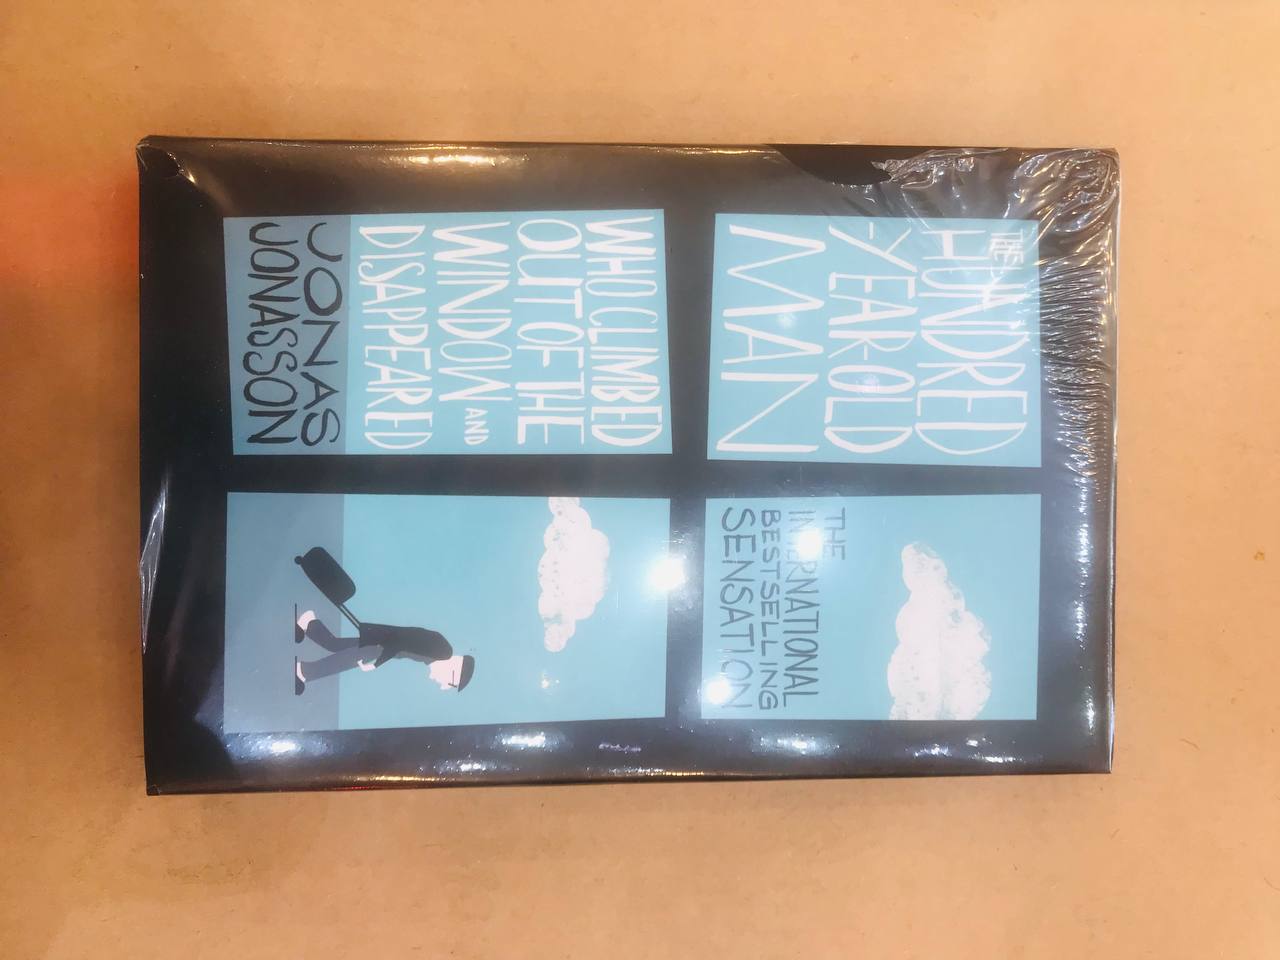 THE
HUNDRED
-YEAR-OLD
MAN
WHO CLIMBED
OUT OF THE
WINDOW AND
DISAPPEARED
JONAS
JONASSON
THE
INTERNATIONAL
BESTSELLING
SENSATION